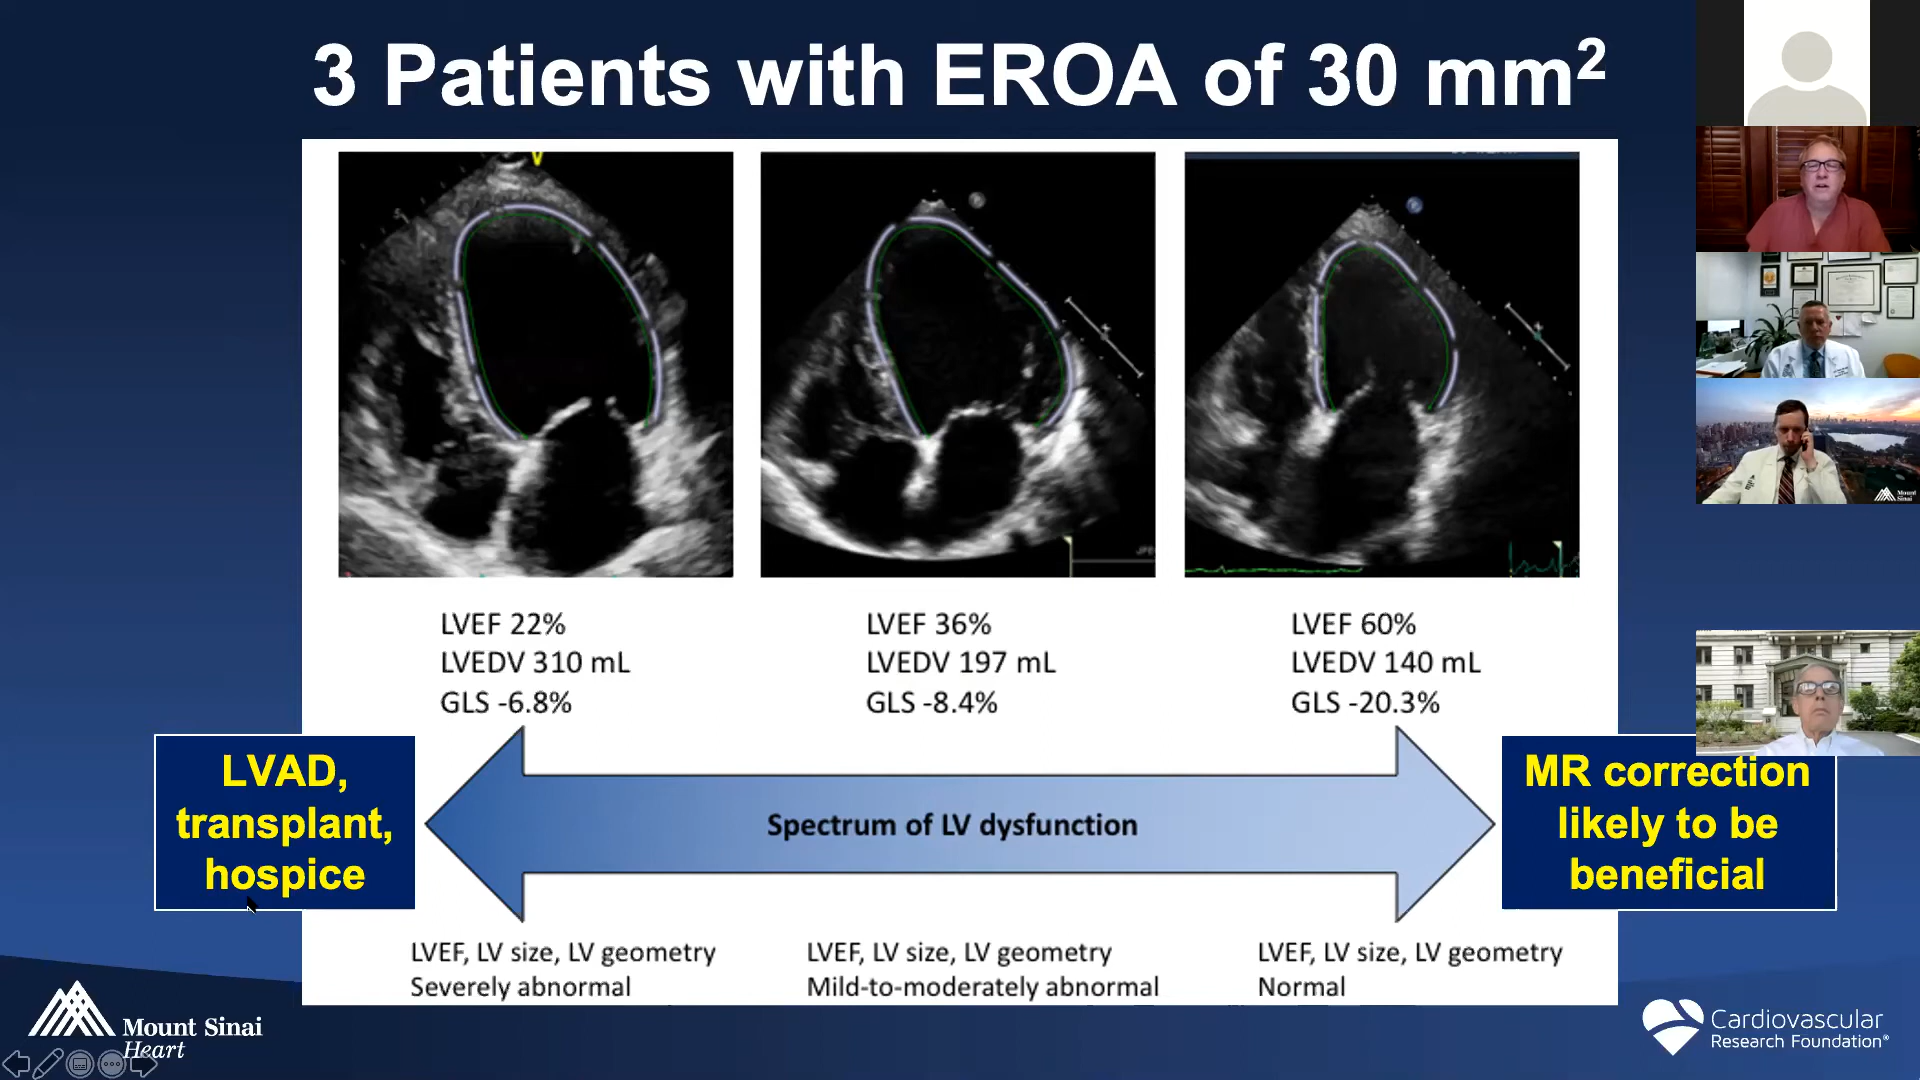 3 Patients with EROA of 30 mm²
V
LVEF 22%
LVEDV 310 mL
GLS -6.8%
LVEF 36%
LVEDV 197 mL
GLS -8.4%
LVEF 60%
LVEDV 140 mL
GLS -20.3%
LVAD,
transplant,
hospice
Spectrum of LV dysfunction
MR correction
likely to be
beneficial
LVEF, LV size, LV geometry
Severely abnormal
LVEF, LV size, LV geometry
Mild-to-moderately abnormal
LVEF, LV size, LV geometry
Normal
Mount Sinai
Heart
Cardiovascular
Research Foundation®
Mount
Sinai